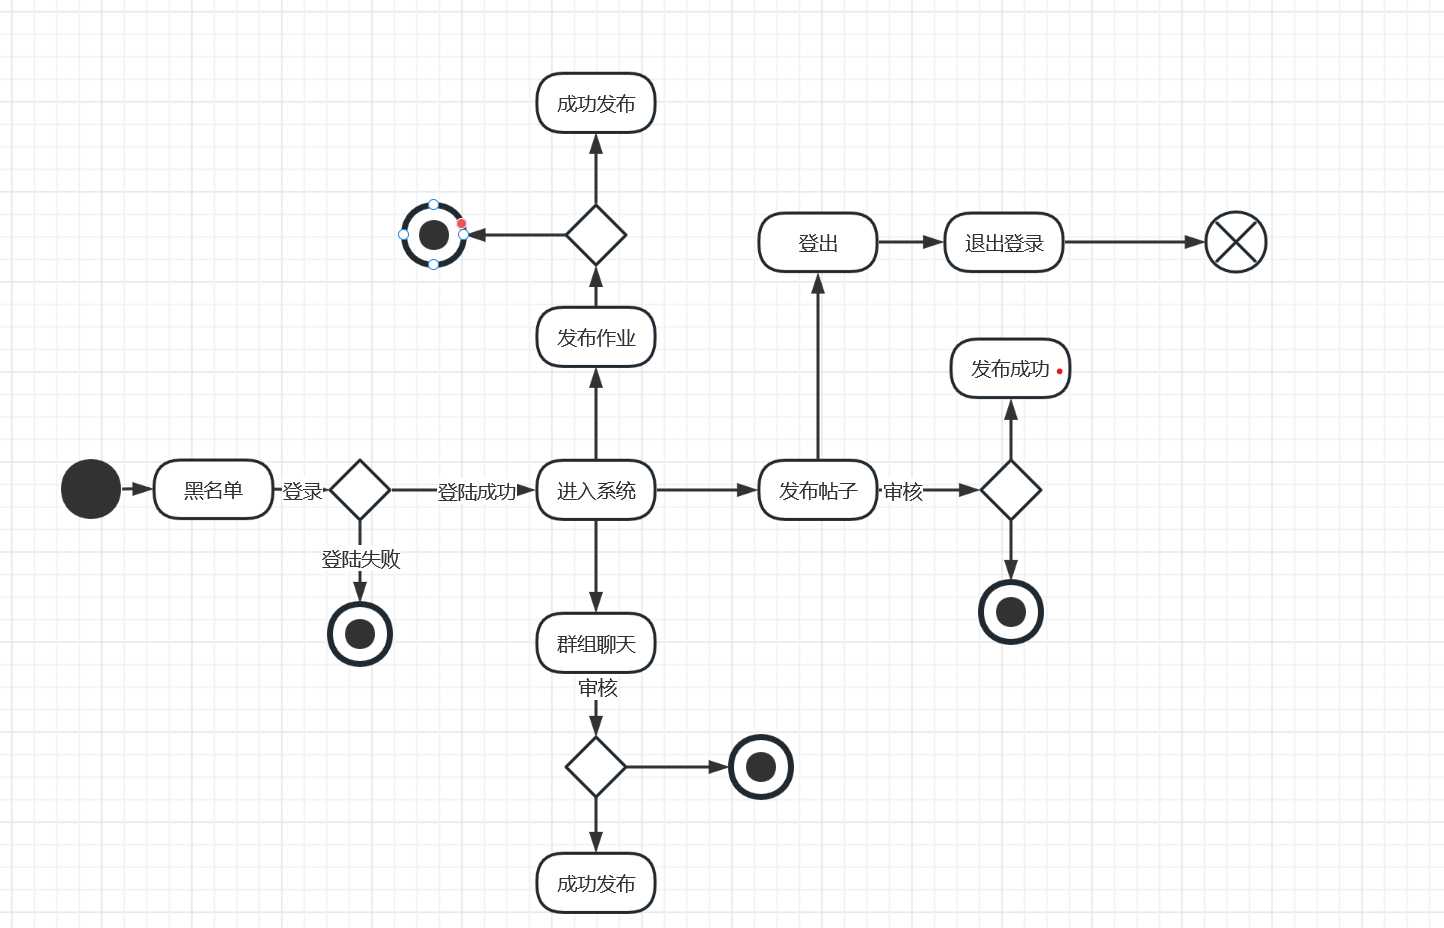 成功发布
登出
退出登录
发布作业
发布成功
黑名单
登录
登陆成功
进入系统
发布帖子
审核
登陆失败
群组聊天
审核
成功发布